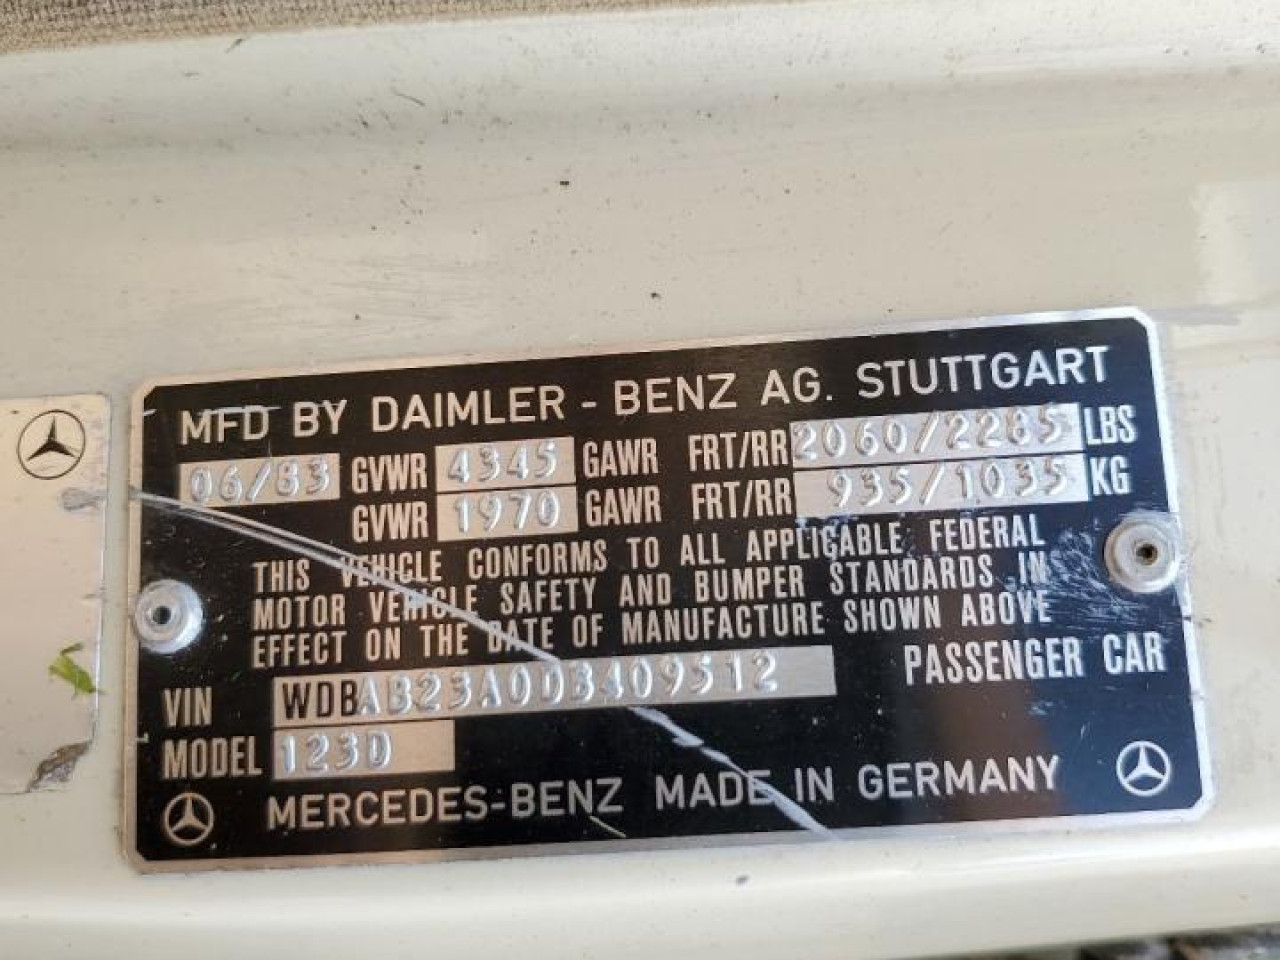 MFD BY DAIMLER - BENZ AG. STUTTGART
06/83 GVWR 4345 GAWR FRT/RR 2060/2285 LBS
GVWR 1970 GAWR FRT/RR 935/1035 KG
THIS VEHICLE CONFORMS TO ALL APPLICABLE FEDERAL
MOTOR VEHICLE SAFETY AND BUMPER STANDARDS IN
EFFECT ON THE DATE OF MANUFACTURE SHOWN ABOVE
VIN WDBAB23A0DB409512 PASSENGER CAR
MODEL 123D
MERCEDES-BENZ MADE IN GERMANY